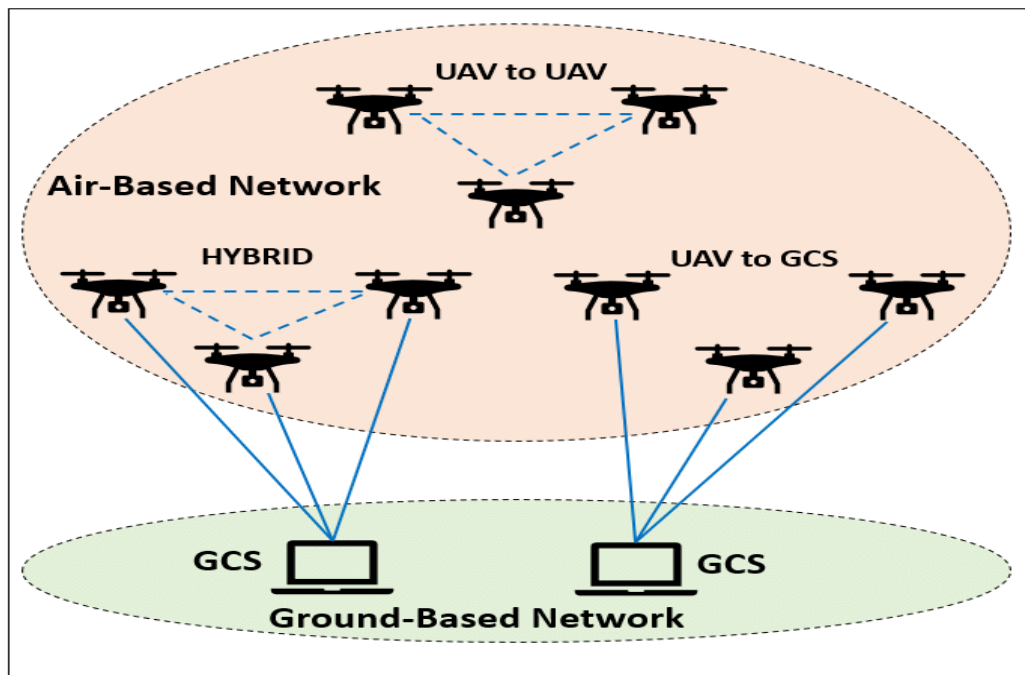 UAV to UAV
Air-Based Network
HYBRID
UAV to GCS
GCS
GCS
Ground-Based Network